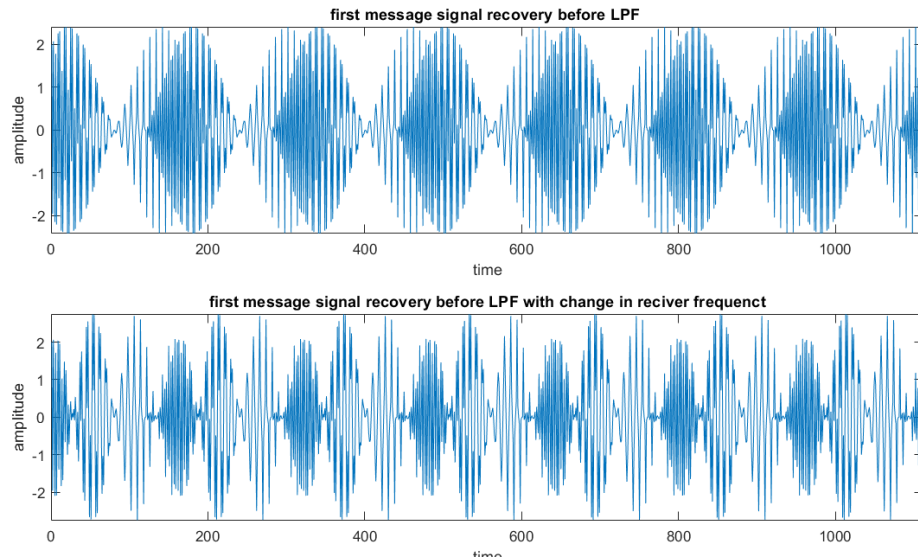 first message signal recovery before LPF
2
1
0
-1
-2
amplitude
0 200 400 600 800 1000
time
first message signal recovery before LPF with change in reciver frequenct
2
1
0
-1
-2
amplitude
0 200 400 600 800 1000
time